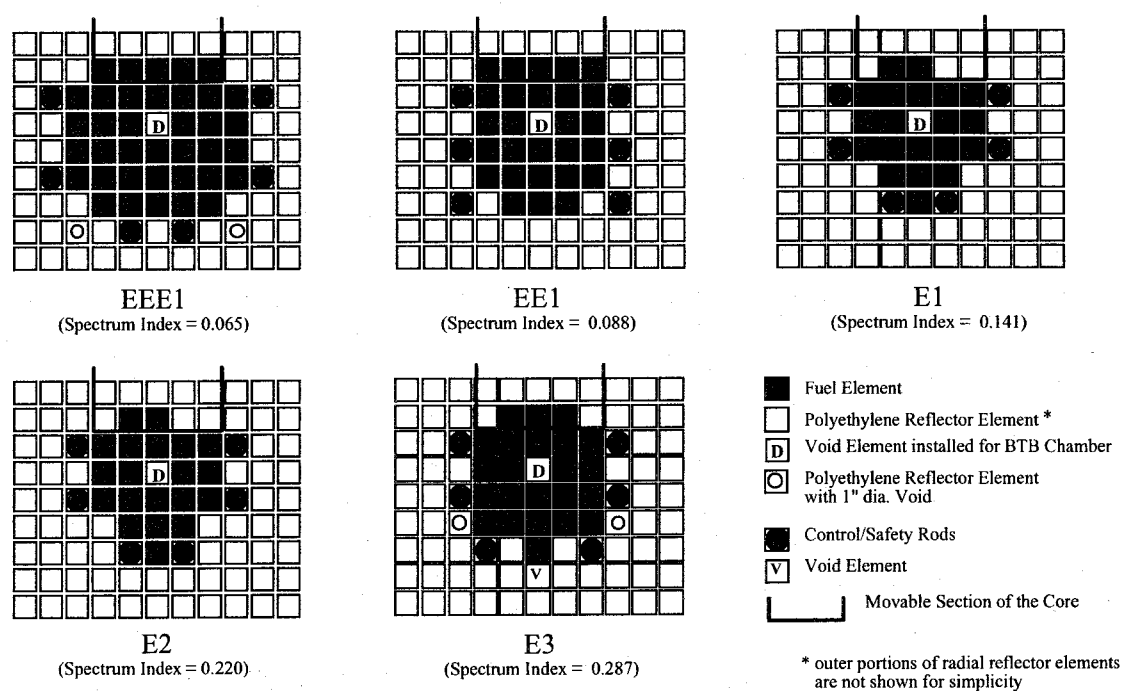 D
D
D
EEE1
(Spectrum Index = 0.065)
EE1
(Spectrum Index = 0.088)
E1
(Spectrum Index = 0.141)
D
D
V
E2
(Spectrum Index = 0.220)
E3
(Spectrum Index = 0.287)
Fuel Element
Polyethylene Reflector Element *
D Void Element installed for BTB Chamber
Polyethylene Reflector Element
with 1" dia. Void
Control/Safety Rods
V Void Element
Movable Section of the Core
* outer portions of radial reflector elements
are not shown for simplicity